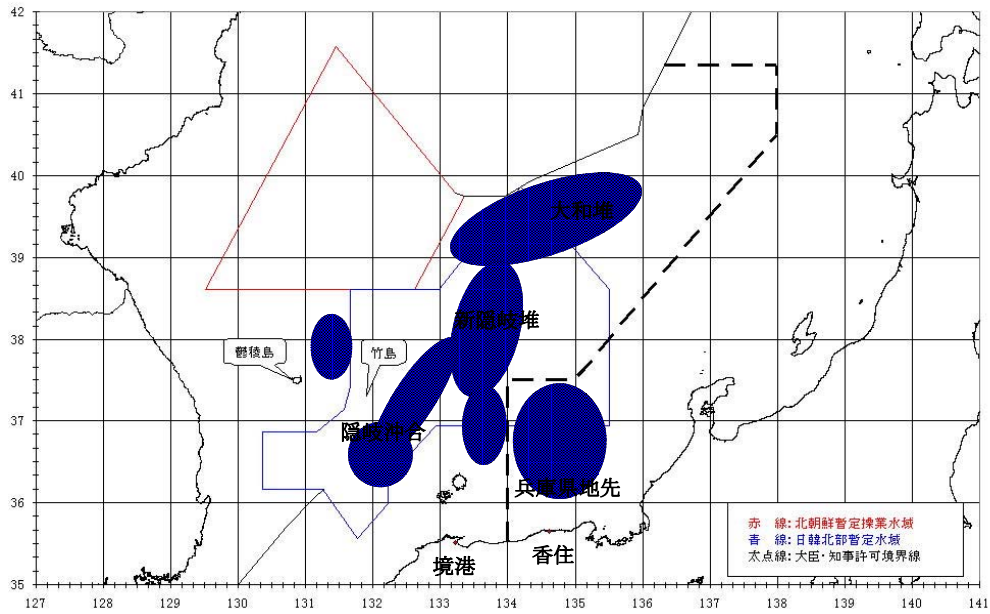 42
41
40
39
38
37
36
35
127
128
129
130
131
132
133
134
135
136
137
138
139
140
141
大和堆
新隠岐堆
鬱稜島
竹島
隠岐沖合
兵庫県地先
境港
香住
赤　線:北朝鮮暫定操業水域
青　線:日韓北部暫定水域
太点線:大臣・知事許可境界線